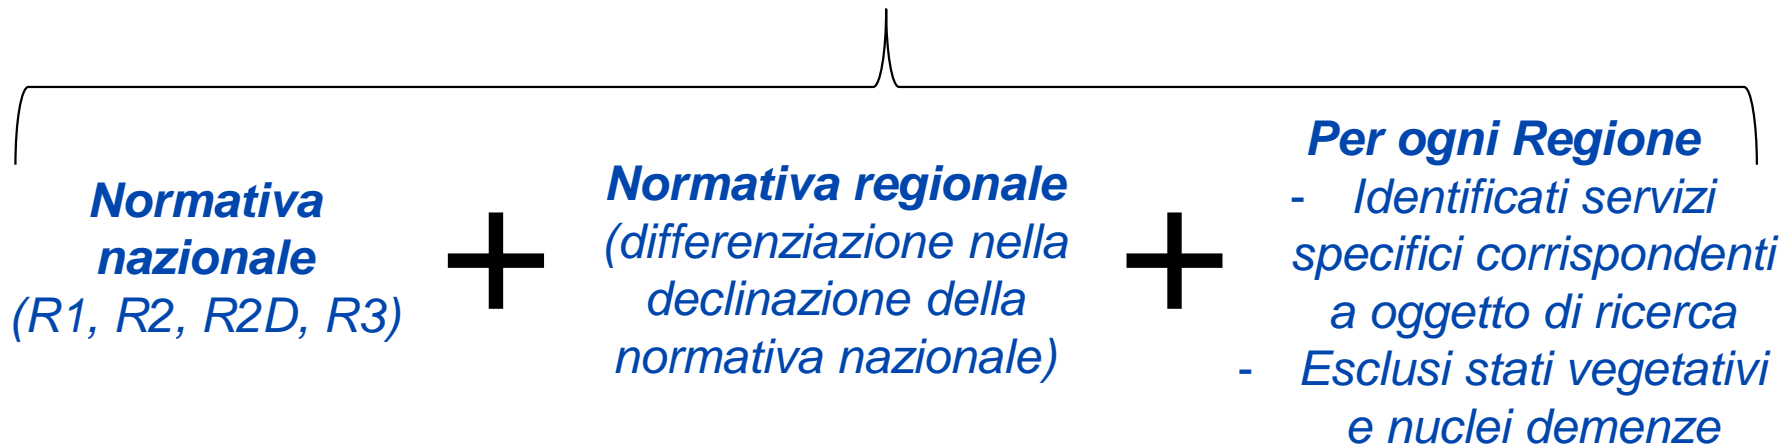 Normativa
nazionale
(R1, R2, R2D, R3)
+
Normativa regionale
(differenziazione nella
declinazione della
normativa nazionale)
+
Per ogni Regione
- Identificati servizi
specifici corrispondenti
a oggetto di ricerca
- Esclusi stati vegetativi
e nuclei demenze